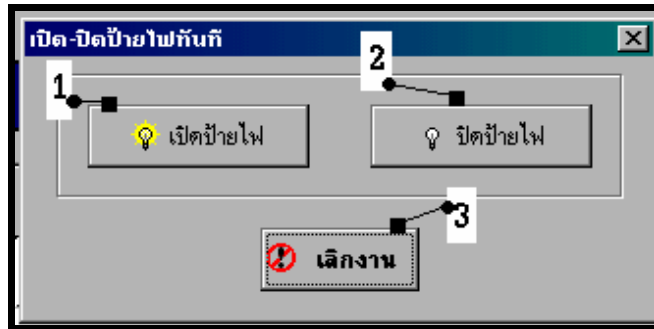 เปิด-ปิดป้ายไฟทันที
1
2
เปิดป้ายไฟ
ปิดป้ายไฟ
3
เลิกงาน